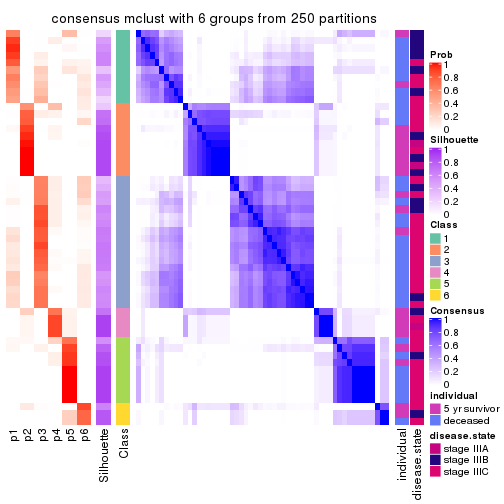 consensus mclust with 6 groups from 250 partitions
p1
p2
p3
p4
p5
p6
Silhouette
Class
individual
disease.state
Prob
1
0.8
0.6
0.4
0.2
0
Silhouette
1
0.8
0.6
0.4
0.2
0
Class
1
2
3
4
5
6
Consensus
1
0.8
0.6
0.4
0.2
0
individual
5 yr survivor
deceased
disease.state
stage IIIA
stage IIIB
stage IIIC